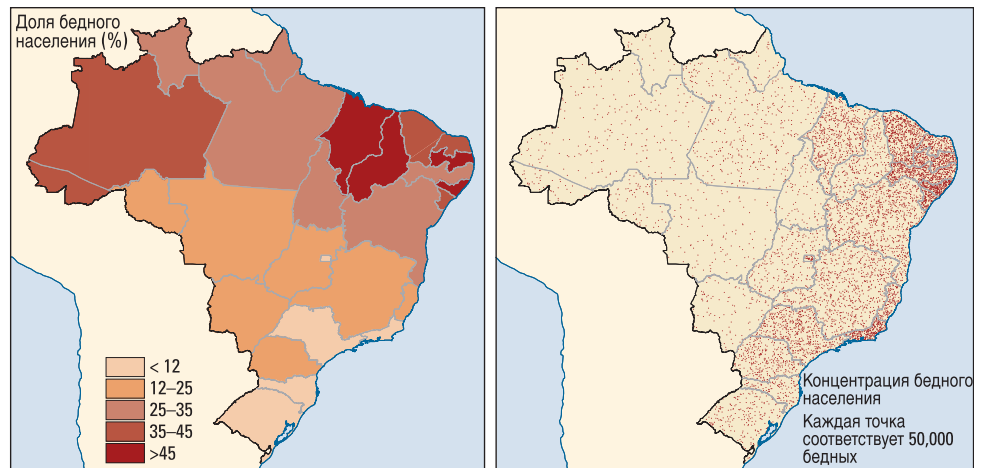 Доля бедного
населения (%)
< 12
12–25
25–35
35–45
>45
Концентрация бедного
населения
Каждая точка
соответствует 50,000
бедных